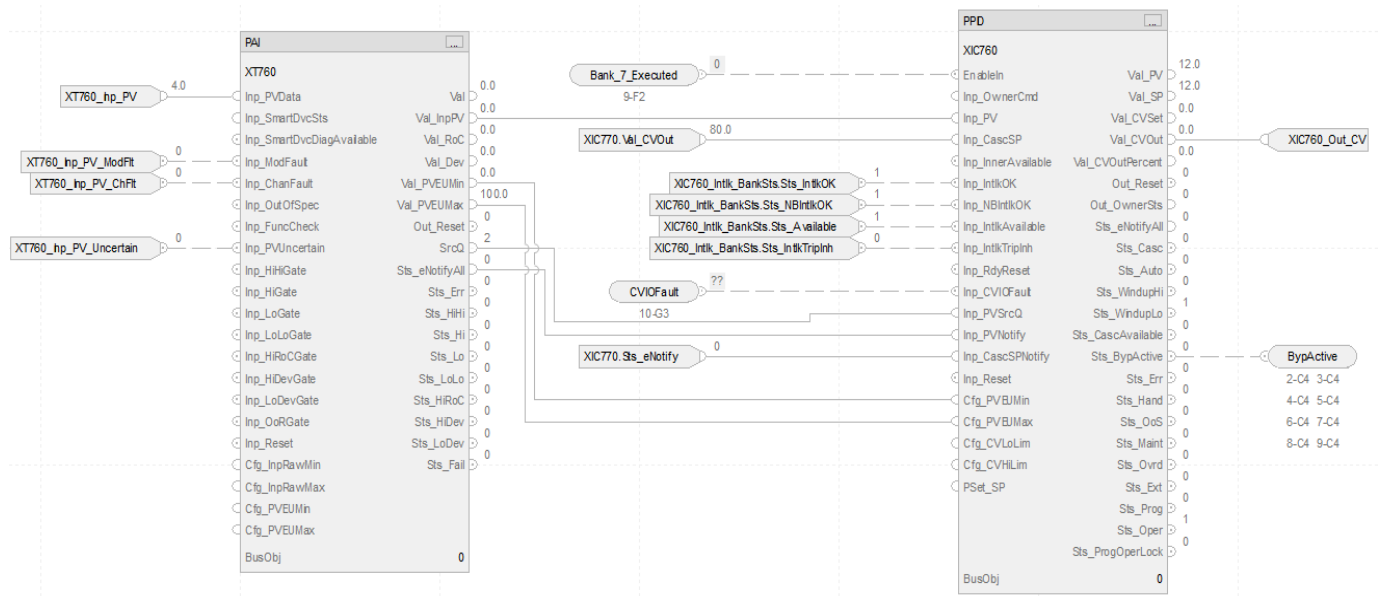 PAI
...
XT760
XT760_Inp_PV 4.0
XT760_Inp_PV_ModFlt 0
XT760_Inp_PV_ChFlt 0
XT760_Inp_PV_Uncertain 0
Inp_PVData Val 0.0
Inp_SmartDvcSts Val_InpPV 0.0
Inp_SmartDvcDiagAvailable Val_RoC 0.0
Inp_ModFault Val_Dev 0.0
Inp_ChanFault Val_PVEUMin 0.0
Inp_OutOfSpec Val_PVEUMax 100.0
Inp_FuncCheck Out_Reset 0
Inp_PVUncertain SrcQ 2
Inp_HiHiGate Sts_eNotifyAll 0
Inp_HiGate Sts_Err 0
Inp_LoGate Sts_HiHi 0
Inp_LoLoGate Sts_Hi 0
Inp_HiRoCGate Sts_Lo 0
Inp_HiDevGate Sts_LoLo 0
Inp_LoDevGate Sts_HiRoC 0
Inp_OoRGate Sts_HiDev 0
Inp_Reset Sts_LoDev 0
Cfg_InpRawMin Sts_Fail 0
Cfg_InpRawMax
Cfg_PVEUMin
Cfg_PVEUMax
BusObj 0
Bank_7_Executed 0
9-F2
XIC770.Val_CVOut 80.0
XIC760_Intlk_BankSts.Sts_IntlkOK 1
XIC760_Intlk_BankSts.Sts_NBIntlkOK 1
XIC760_Intlk_BankSts.Sts_Available 1
XIC760_Intlk_BankSts.Sts_IntlkTripInh 0
CVIOFault ??
10-G3
XIC770.Sts_eNotify 0
PPID
...
XIC760
EnableIn Val_PV 12.0
Inp_OwnerCmd Val_SP 12.0
Inp_PV Val_CVSet 0.0
Inp_CascSP Val_CVOut 0.0
Inp_InnerAvailable Val_CVOutPercent 0.0
Inp_IntlkOK Out_Reset
Inp_NBIntlkOK Out_OwnerSts
Inp_IntlkAvailable Sts_eNotifyAll
Inp_IntlkTripInh Sts_Casc 0
Inp_RdyReset Sts_Auto 0
Inp_CVIOFault Sts_WindupHi 0
Inp_PVSrcQ Sts_WindupLo 1
Inp_PVNotify Sts_CascAvailable 0
Inp_CascSPNotify Sts_BypActive 0
Inp_Reset Sts_Err 0
Cfg_PVEUMin Sts_Hand 0
Cfg_PVEUMax Sts_OoS 0
Cfg_CVLoLim Sts_Maint 0
Cfg_CVHiLim Sts_Ovrd 0
PSet_SP Sts_Ext 0
Sts_Prog 0
Sts_Oper 1
Sts_ProgOperLock 0
BusObj 0
XIC760_Out_CV
BypActive
2-C4 3-C4
4-C4 5-C4
6-C4 7-C4
8-C4 9-C4